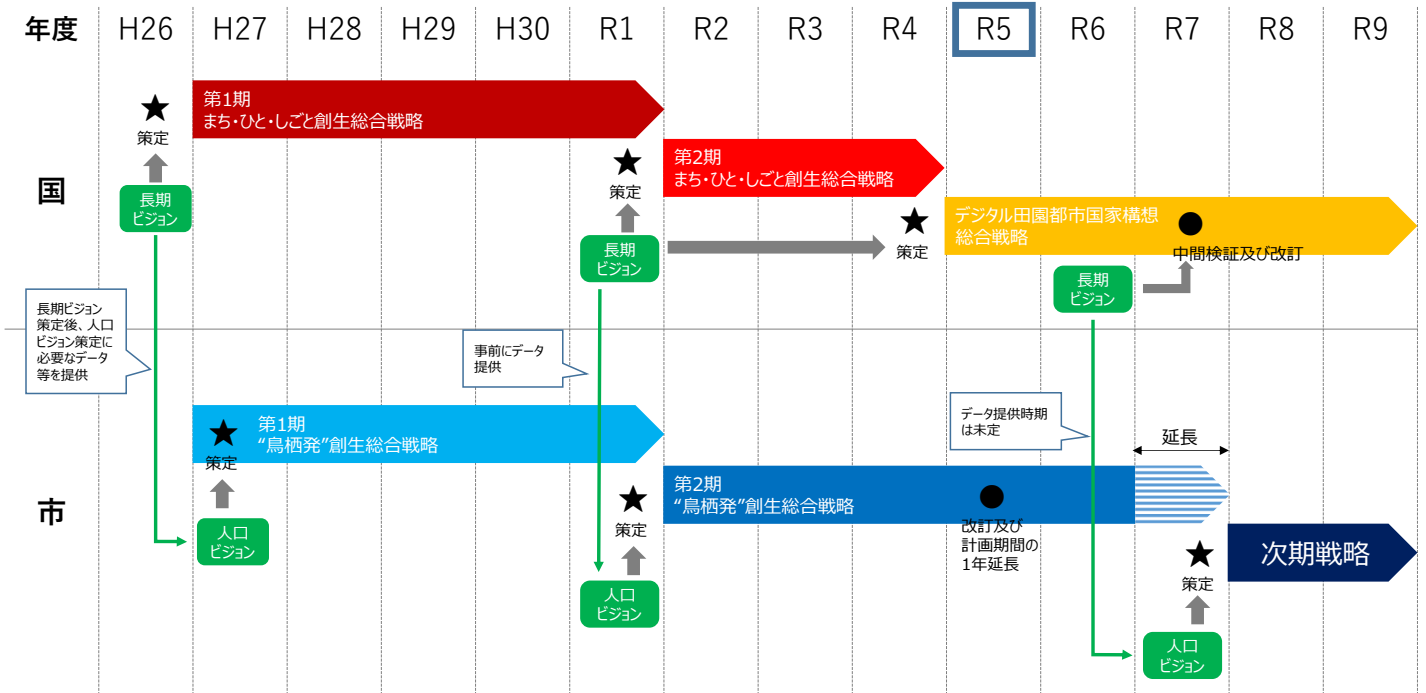 年度 H26 H27 H28 H29 H30 R1 R2 R3 R4 R5 R6 R7 R8 R9
国
第1期
まち・ひと・しごと創生総合戦略
策定
長期
ビジョン
策定
長期
ビジョン
第2期
まち・ひと・しごと創生総合戦略
策定
デジタル田園都市国家構想
総合戦略
中間検証及び改訂
長期
ビジョン
長期ビジョン
策定後、人口
ビジョン策定に
必要なデータ
等を提供
事前にデータ
提供
データ提供時期
は未定
市
第1期
“鳥栖発”創生総合戦略
策定
人口
ビジョン
策定
人口
ビジョン
第2期
“鳥栖発”創生総合戦略
改訂及び
計画期間の
1年延長
延長
次期戦略
策定
人口
ビジョン